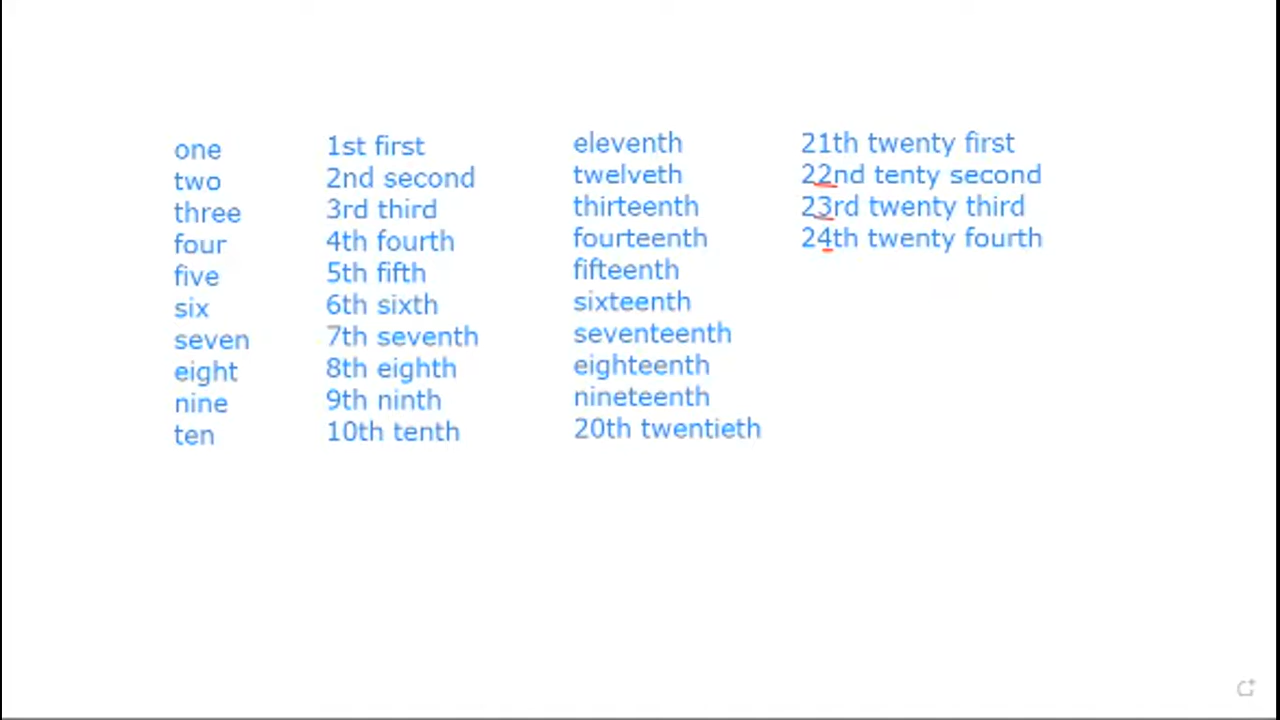 one
two
three
four
five
six
seven
eight
nine
ten
1st first
2nd second
3rd third
4th fourth
5th fifth
6th sixth
7th seventh
8th eighth
9th ninth
10th tenth
eleventh
twelveth
thirteenth
fourteenth
fifteenth
sixteenth
seventeenth
eighteenth
nineteenth
20th twentieth
21th twenty first
22nd tenty second
23rd twenty third
24th twenty fourth